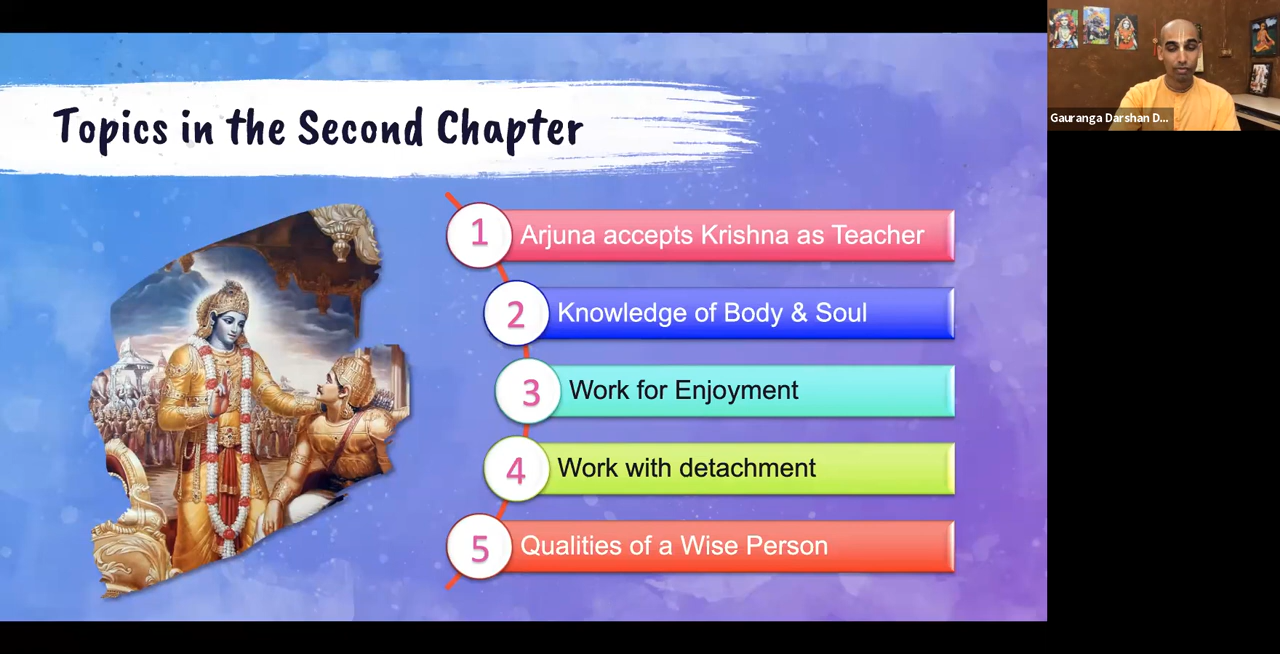 Topics in the Second Chapter
1 Arjuna accepts Krishna as Teacher
2 Knowledge of Body & Soul
3 Work for Enjoyment
4 Work with detachment
5 Qualities of a Wise Person
Gauranga Darshan D...